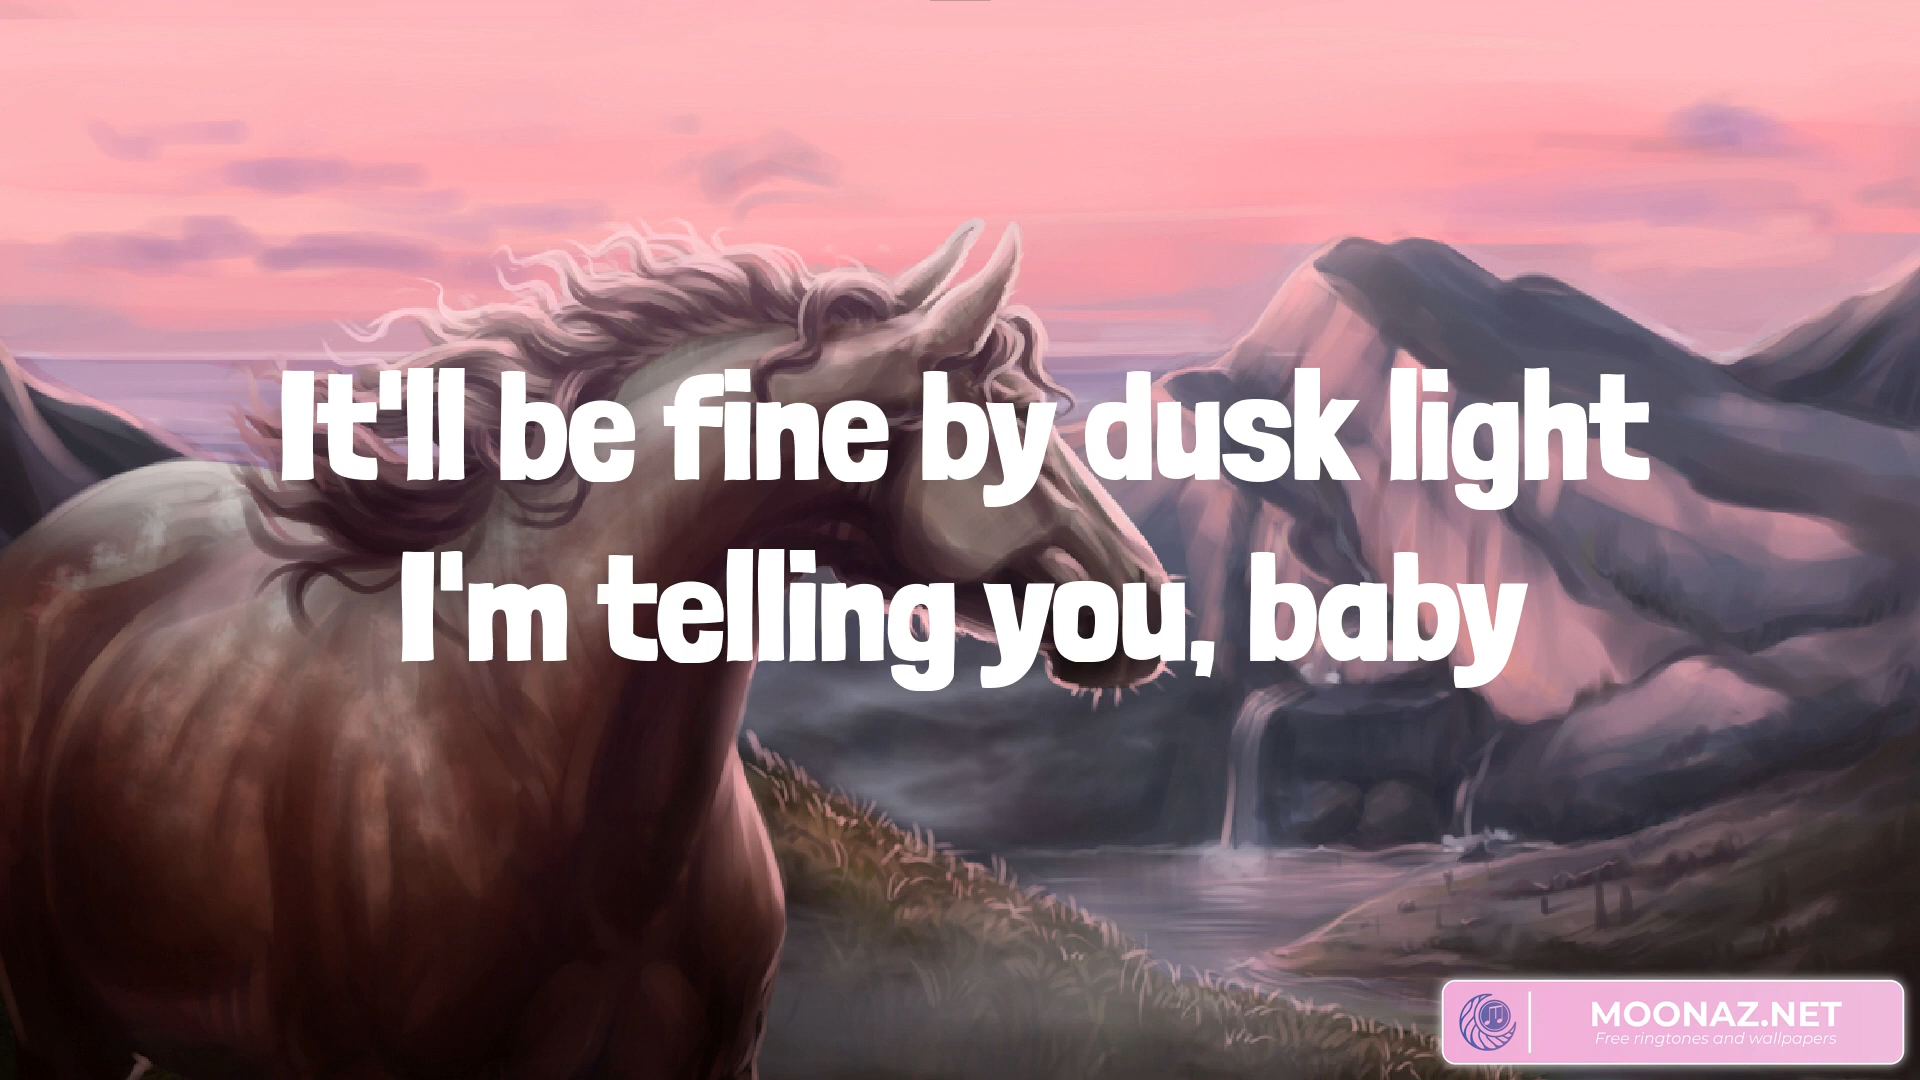 It'll be fine by dusk light
I'm telling you, baby
MOONAZ.NET
Free ringtones and wallpapers